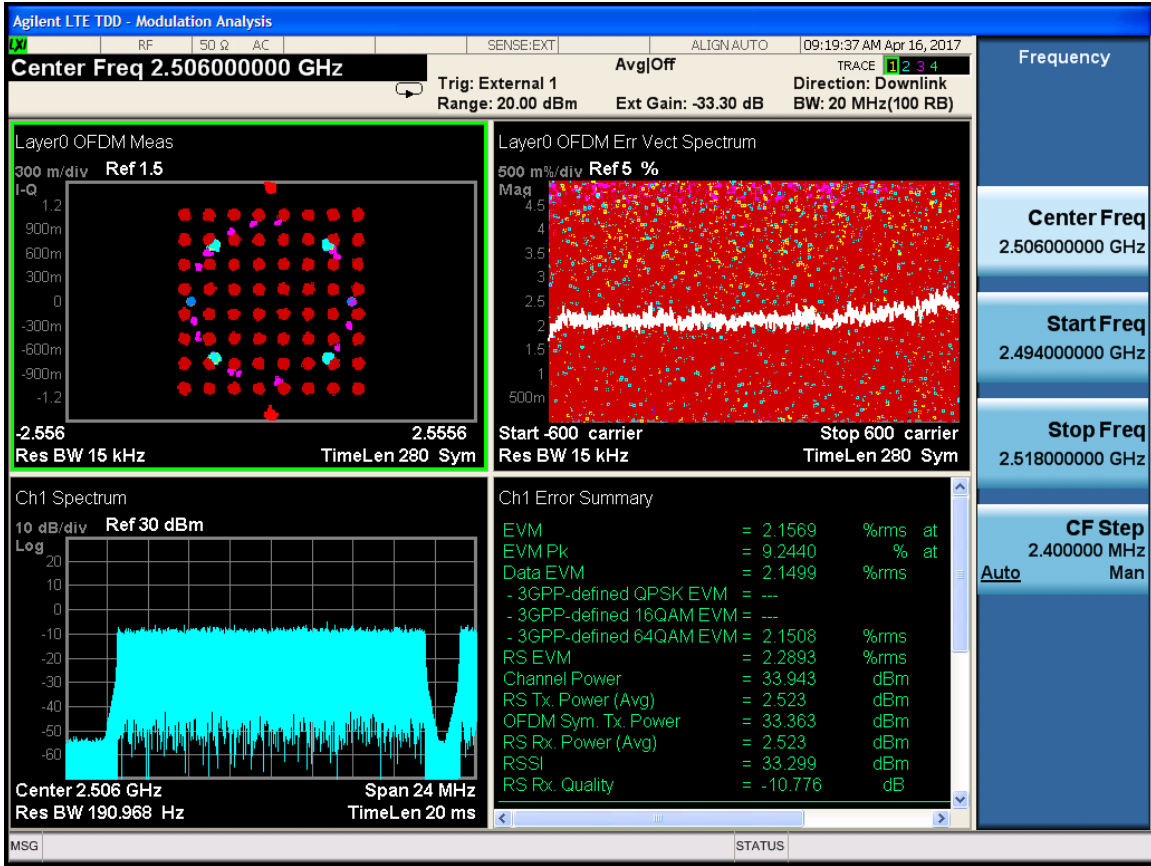 Agilent LTE TDD - Modulation Analysis
LXI RF 50 Ω AC SENSE:EXT ALIGN AUTO 09:19:37 AM Apr 16, 2017
Center Freq 2.506000000 GHz
Trig: External 1
Range: 20.00 dBm
Avg|Off
Ext Gain: -33.30 dB
TRACE 1 2 3 4
Direction: Downlink
BW: 20 MHz(100 RB)
Layer0 OFDM Meas
300 m/div Ref 1.5
I-Q
1.2
900m
600m
300m
0
-300m
-600m
-900m
-1.2
-2.556 2.5556
Res BW 15 kHz TimeLen 280 Sym
Layer0 OFDM Err Vect Spectrum
500 m%/div Ref 5 %
Mag
4.5
4
3.5
3
2.5
2
1.5
1
500m
Start -600 carrier Stop 600 carrier
Res BW 15 kHz TimeLen 280 Sym
Ch1 Spectrum
10 dB/div Ref 30 dBm
Log
20
10
0
-10
-20
-30
-40
-50
-60
Center 2.506 GHz Span 24 MHz
Res BW 190.968 Hz TimeLen 20 ms
Ch1 Error Summary
EVM = 2.1569 %rms at
EVM Pk = 9.2440 % at
Data EVM = 2.1499 %rms
- 3GPP-defined QPSK EVM = ---
- 3GPP-defined 16QAM EVM = ---
- 3GPP-defined 64QAM EVM = 2.1508 %rms
RS EVM = 2.2893 %rms
Channel Power = 33.943 dBm
RS Tx. Power (Avg) = 2.523 dBm
OFDM Sym. Tx. Power = 33.363 dBm
RS Rx. Power (Avg) = 2.523 dBm
RSSI = 33.299 dBm
RS Rx. Quality = -10.776 dB
Frequency
Center Freq
2.506000000 GHz
Start Freq
2.494000000 GHz
Stop Freq
2.518000000 GHz
CF Step
2.400000 MHz
Auto Man
MSG STATUS